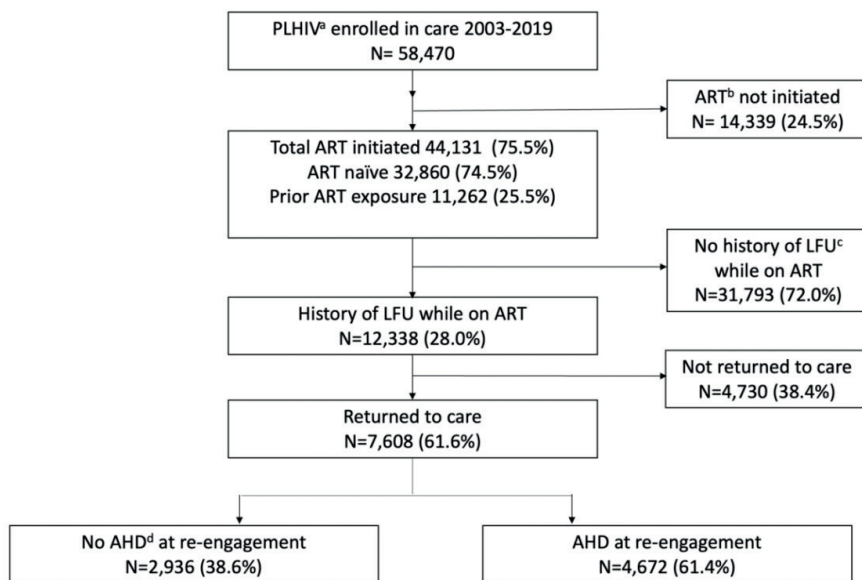 PLHIVᵃ enrolled in care 2003-2019
N= 58,470
ARTᵇ not initiated
N= 14,339 (24.5%)
Total ART initiated 44,131 (75.5%)
ART naïve 32,860 (74.5%)
Prior ART exposure 11,262 (25.5%)
No history of LFUᶜ
while on ART
N=31,793 (72.0%)
History of LFU while on ART
N=12,338 (28.0%)
Not returned to care
N=4,730 (38.4%)
Returned to care
N=7,608 (61.6%)
No AHDᵈ at re-engagement
N=2,936 (38.6%)
AHD at re-engagement
N=4,672 (61.4%)